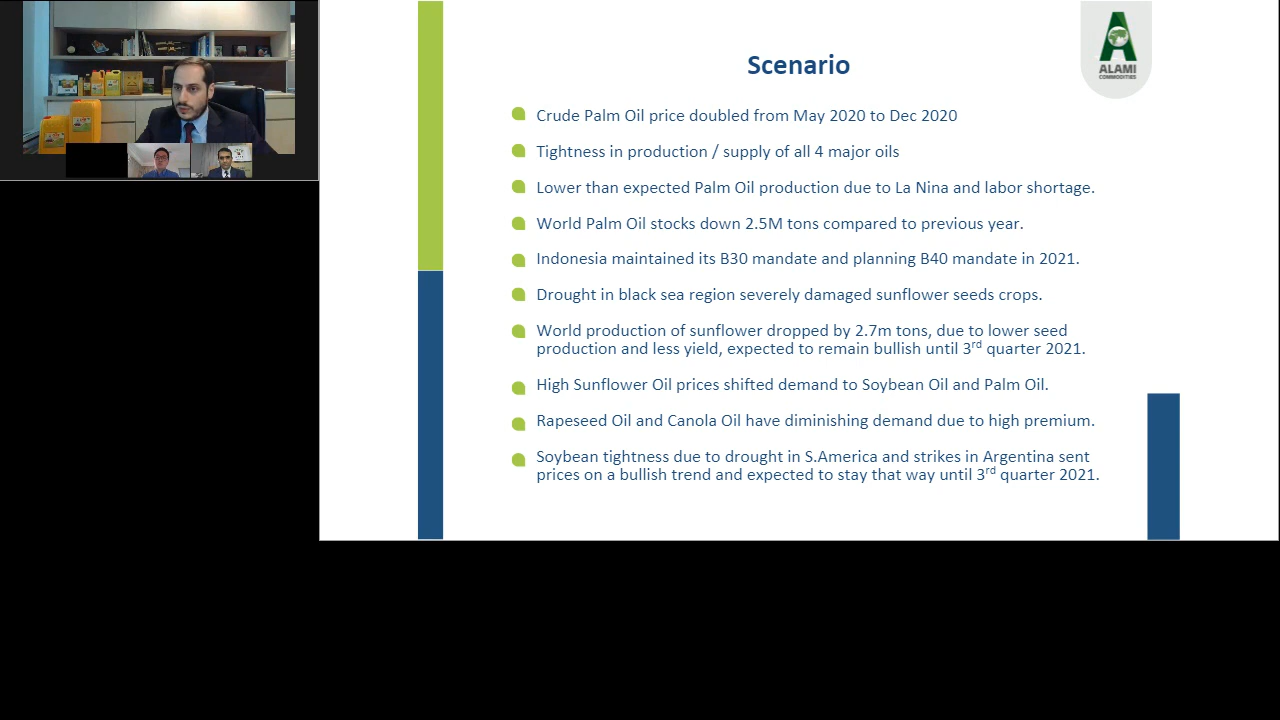 Scenario
ALAMI
COMMODITIES
Crude Palm Oil price doubled from May 2020 to Dec 2020
Tightness in production / supply of all 4 major oils
Lower than expected Palm Oil production due to La Nina and labor shortage.
World Palm Oil stocks down 2.5M tons compared to previous year.
Indonesia maintained its B30 mandate and planning B40 mandate in 2021.
Drought in black sea region severely damaged sunflower seeds crops.
World production of sunflower dropped by 2.7m tons, due to lower seed
production and less yield, expected to remain bullish until 3rd quarter 2021.
High Sunflower Oil prices shifted demand to Soybean Oil and Palm Oil.
Rapeseed Oil and Canola Oil have diminishing demand due to high premium.
Soybean tightness due to drought in S.America and strikes in Argentina sent
prices on a bullish trend and expected to stay that way until 3rd quarter 2021.